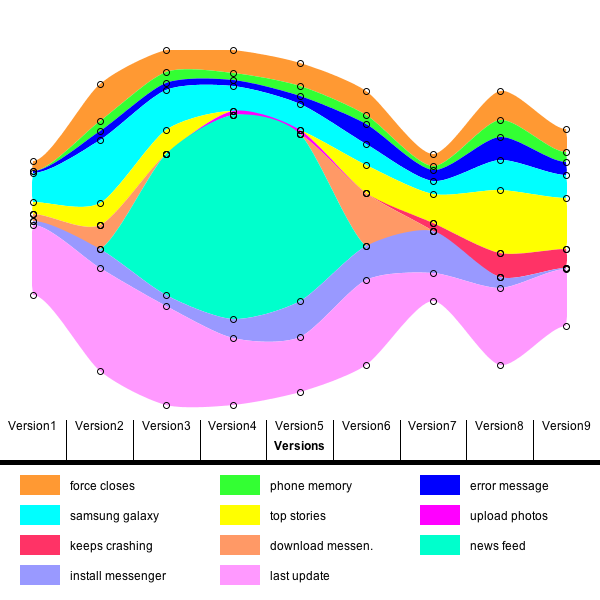 Version1 Version2 Version3 Version4 Version5 Version6 Version7 Version8 Version9
Versions
force closes phone memory error message
samsung galaxy top stories upload photos
keeps crashing download messen. news feed
install messenger last update